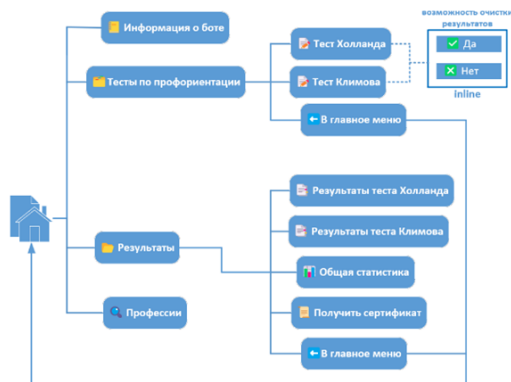 возможность очистки
результатов
Информация о боте
Тест Холланда
Да
Тесты по профориентации
Тест Климова
Нет
Inline
В главное меню
Результаты теста Холланда
Результаты теста Климова
Результаты
Общая статистика
Профессии
Получить сертификат
В главное меню